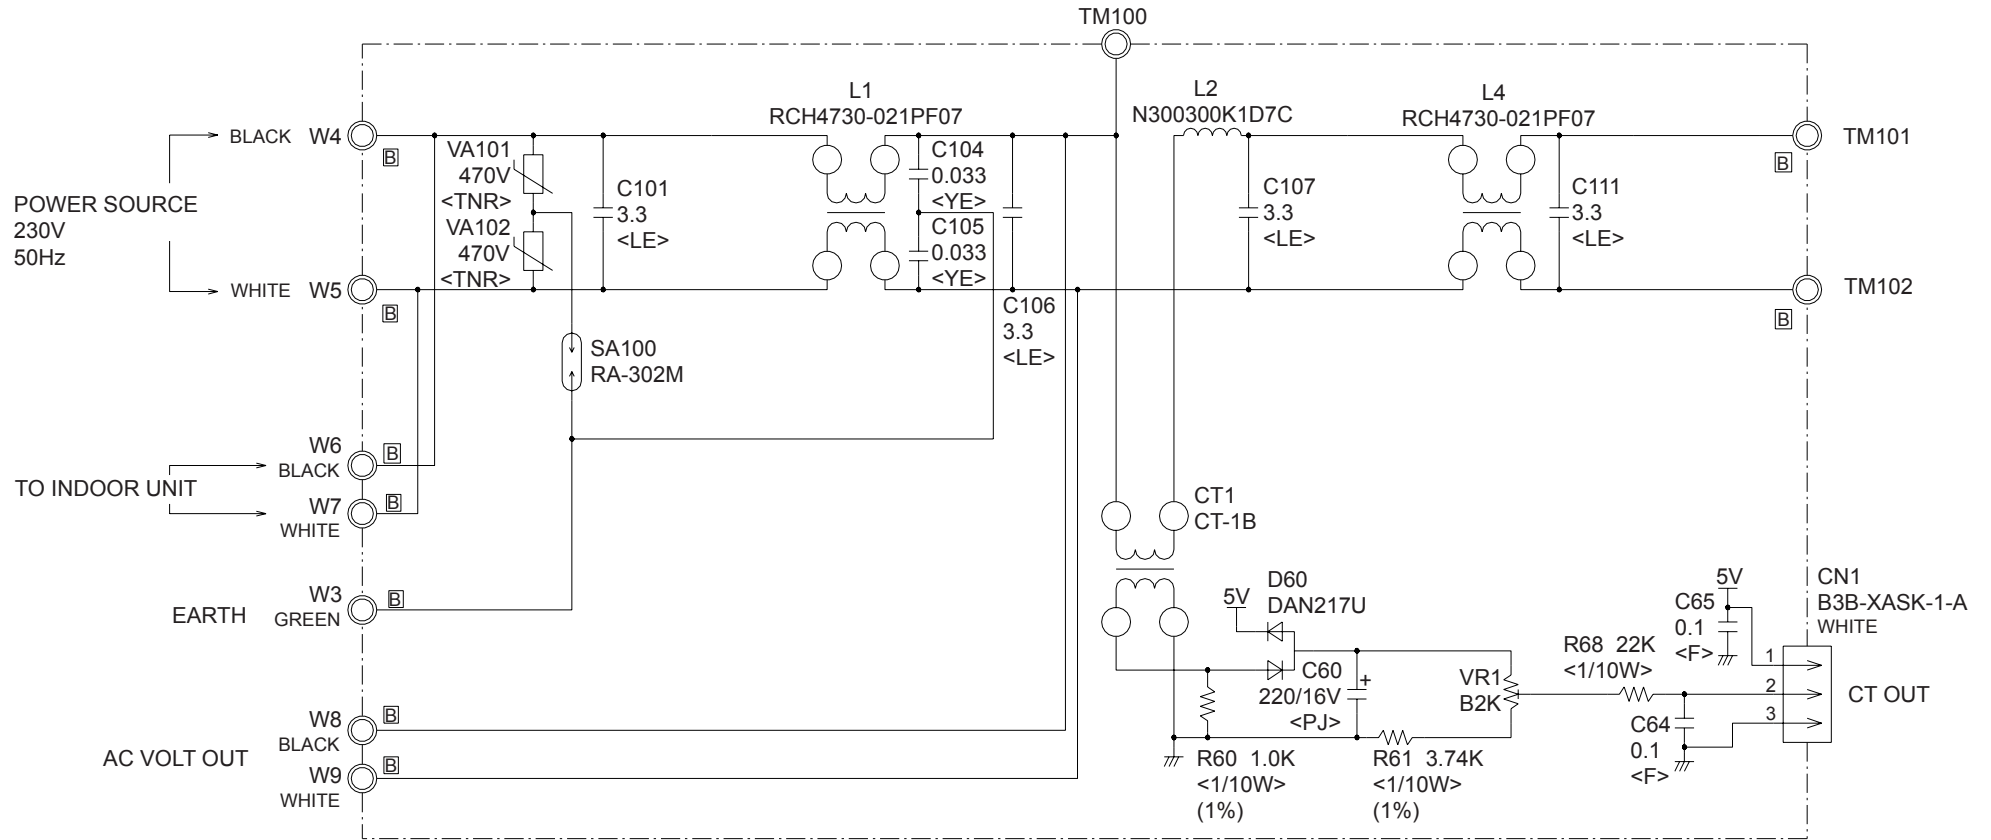 TM100
L1
RCH4730-021PF07
L2
N300300K1D7C
L4
RCH4730-021PF07
BLACK W4
B
VA101
470V
<TNR>
VA102
470V
<TNR>
C101
3.3
<LE>
C104
0.033
<YE>
C105
0.033
<YE>
C106
3.3
<LE>
C107
3.3
<LE>
C111
3.3
<LE>
TM101
B
POWER SOURCE
230V
50Hz
WHITE W5
B
TM102
B
SA100
RA-302M
W6
BLACK
B
TO INDOOR UNIT
W7
WHITE
B
CT1
CT-1B
W3
GREEN
B
EARTH
5V
D60
DAN217U
C60
220/16V
+
<PJ>
VR1
B2K
R68 22K
<1/10W>
C65
0.1
<F>
5V
CN1
B3B-XASK-1-A
WHITE
1
2
3
CT OUT
C64
0.1
<F>
R60 1.0K
<1/10W>
(1%)
R61 3.74K
<1/10W>
(1%)
W8
BLACK
B
AC VOLT OUT
W9
WHITE
B